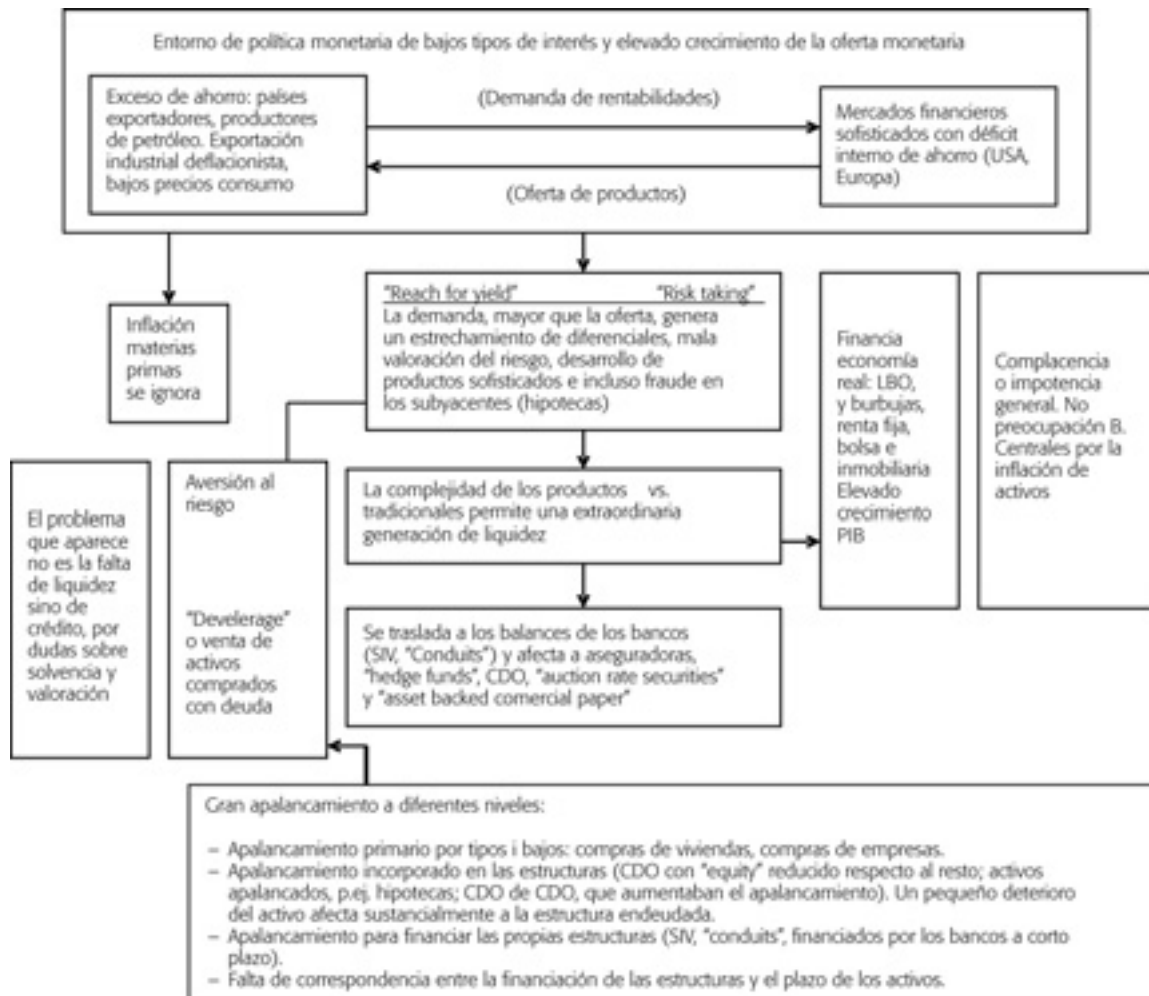 Entorno de política monetaria de bajos tipos de interés y elevado crecimiento de la oferta monetaria
Exceso de ahorro: países
exportadores, productores
de petróleo. Exportación
industrial deflacionista,
bajos precios consumo
(Demanda de rentabilidades)
(Oferta de productos)
Mercados financieros
sofisticados con déficit
interno de ahorro (USA,
Europa)
Inflación
materias
primas
se ignora
"Reach for yield" "Risk taking"
La demanda, mayor que la oferta, genera
un estrechamiento de diferenciales, mala
valoración del riesgo, desarrollo de
productos sofisticados e incluso fraude en
los subyacentes (hipotecas)
Financia
economía
real: LBO,
y burbujas,
renta fija,
bolsa e
inmobiliaria
Elevado
crecimiento
PIB
Complacencia
o impotencia
general. No
preocupación B.
Centrales por la
inflación de
activos
El problema
que aparece
no es la falta
de liquidez
sino de
crédito, por
dudas sobre
solvencia y
valoración
Aversión al
riesgo
"Develerage"
o venta de
activos
comprados
con deuda
La complejidad de los productos vs.
tradicionales permite una extraordinaria
generación de liquidez
Se traslada a los balances de los bancos
(SIV, "Conduits") y afecta a aseguradoras,
"hedge funds", CDO, "auction rate securities"
y "asset backed comercial paper"
Gran apalancamiento a diferentes niveles:
– Apalancamiento primario por tipos i bajos: compras de viviendas, compras de empresas.
– Apalancamiento incorporado en las estructuras (CDO con "equity" reducido respecto al resto; activos
apalancados, p.ej. hipotecas; CDO de CDO, que aumentaban el apalancamiento). Un pequeño deterioro
del activo afecta sustancialmente a la estructura endeudada.
– Apalancamiento para financiar las propias estructuras (SIV, "conduits", financiados por los bancos a corto
plazo).
– Falta de correspondencia entre la financiación de las estructuras y el plazo de los activos.